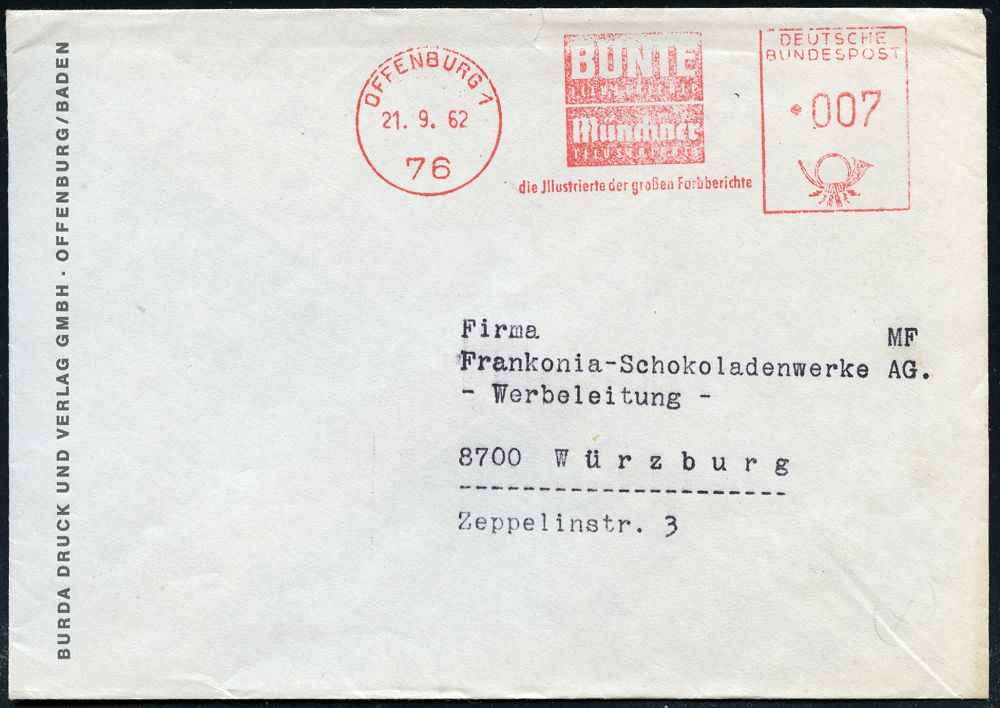 BURDA DRUCK UND VERLAG GMBH · OFFENBURG/BADEN
OFFENBURG 1
21. 9. 62
76
BUNTE
Münchner
ILLUSTRIERTE
die Jllustrierte der großen Farbberichte
DEUTSCHE
BUNDESPOST
007
Firma MF
Frankonia-Schokoladenwerke AG.
- Werbeleitung -
8700 Würzburg
Zeppelinstr. 3